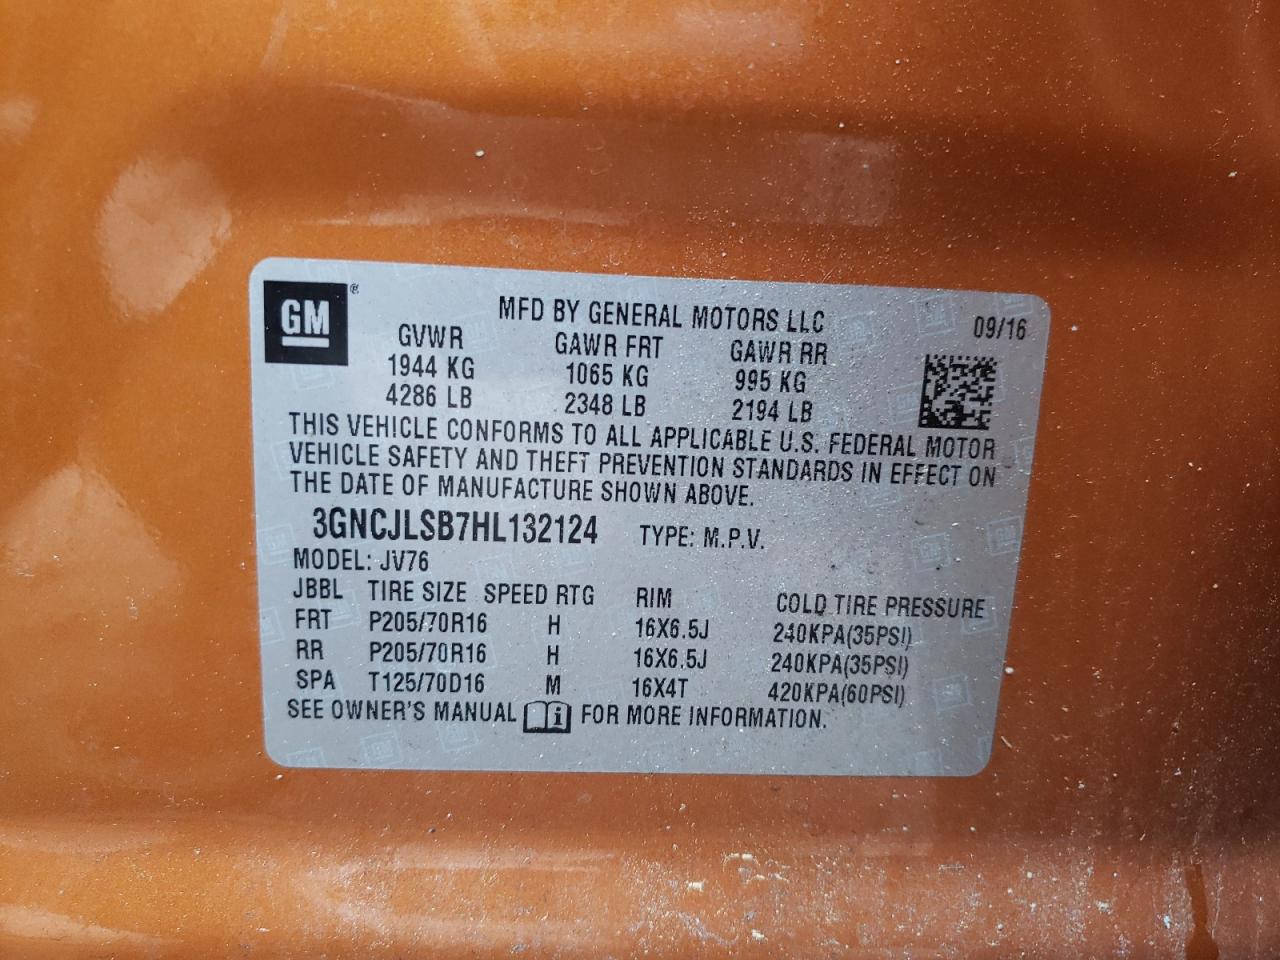 GM ®
MFD BY GENERAL MOTORS LLC 09/16
GVWR GAWR FRT GAWR RR
1944 KG 1065 KG 995 KG
4286 LB 2348 LB 2194 LB
THIS VEHICLE CONFORMS TO ALL APPLICABLE U.S. FEDERAL MOTOR
VEHICLE SAFETY AND THEFT PREVENTION STANDARDS IN EFFECT ON
THE DATE OF MANUFACTURE SHOWN ABOVE.
3GNCJLSB7HL132124 TYPE: M.P.V.
MODEL: JV76
JBBL TIRE SIZE SPEED RTG RIM COLD TIRE PRESSURE
FRT P205/70R16 H 16X6.5J 240KPA(35PSI)
RR P205/70R16 H 16X6.5J 240KPA(35PSI)
SPA T125/70D16 M 16X4T 420KPA(60PSI)
SEE OWNER'S MANUAL i FOR MORE INFORMATION.